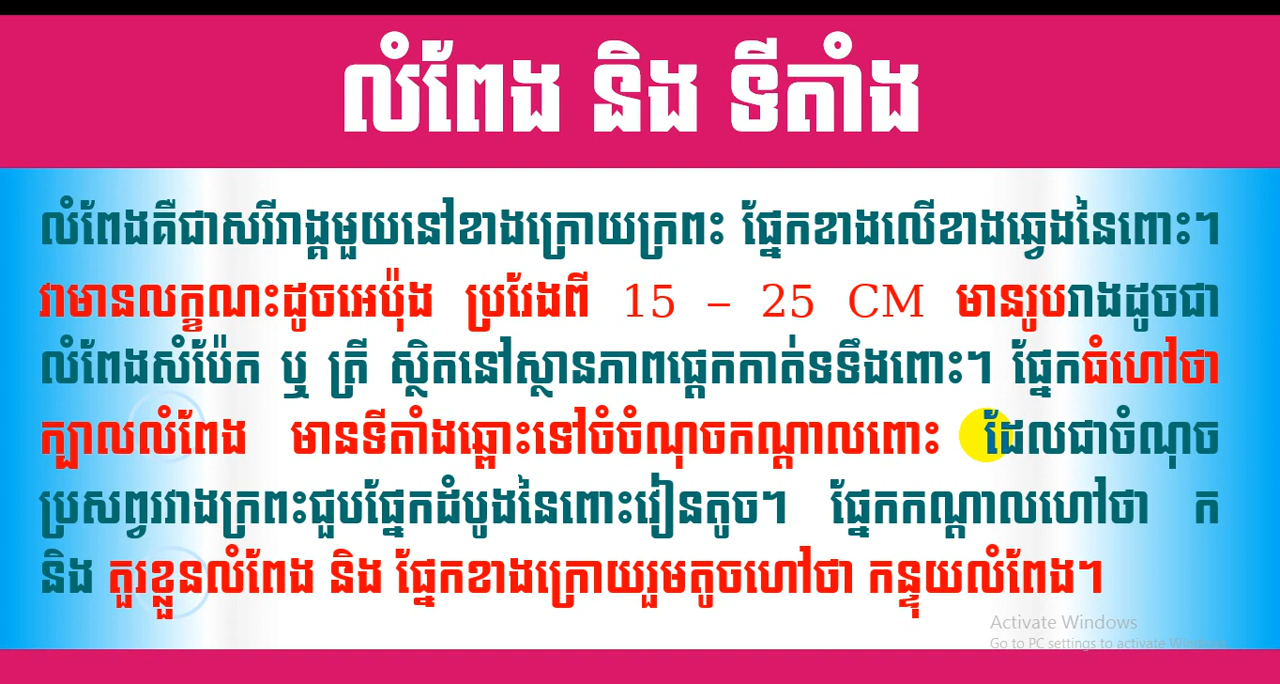 លំពែង និង ទីតាំង
លំពែងគឺជាសរីរាង្គមួយនៅខាងក្រោយក្រពះ ផ្នែកខាងលើខាងឆ្វេងនៃពោះ។
វាមានលក្ខណះដូចអេប៉ុង ប្រវែងពី 15 – 25 CM មានរូបរាងដូចជា
លំពែងសំប៉ែត ឬ ត្រី ស្ថិតនៅស្ថានភាពផ្តេកកាត់ទទឹងពោះ។ ផ្នែកធំហៅថា
ក្បាលលំពែង មានទីតាំងឆ្ពោះទៅចំចំណុចកណ្តាលពោះ ដែលជាចំណុច
ប្រសព្វរវាងក្រពះជួបផ្នែកដំបូងនៃពោះវៀនតូច។ ផ្នែកកណ្តាលហៅថា ក
និង តួរខ្លួនលំពែង និង ផ្នែកខាងក្រោយរួមតូចហៅថា កន្ទុយលំពែង។
Activate Windows
Go to PC settings to activate Windows.